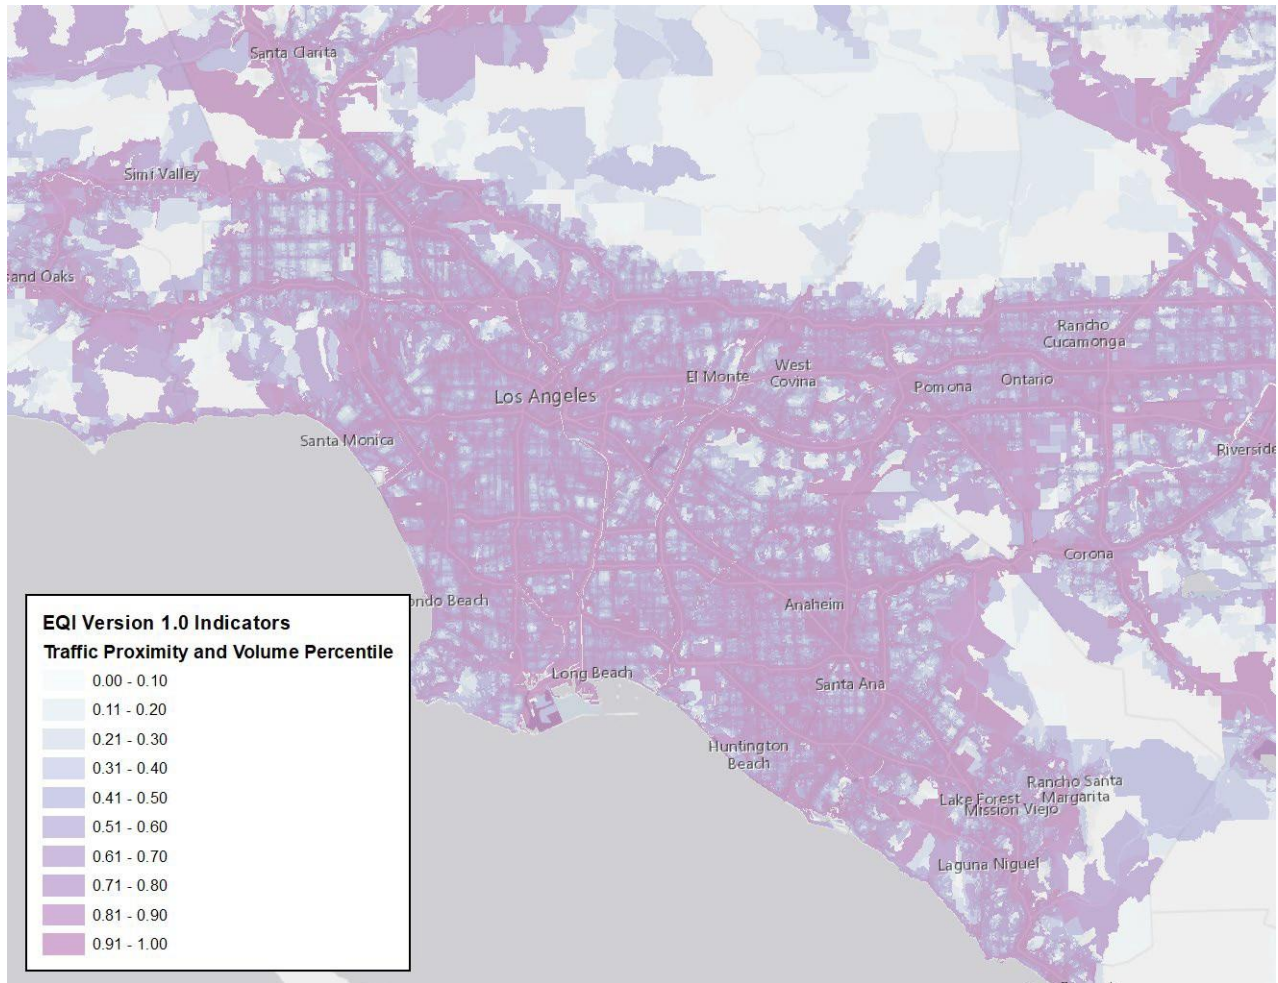 Santa Clarita
Simi Valley
sand Oaks
Rancho
Cucamonga
West
Covina
El Monte
Pomona
Ontario
Los Angeles
Santa Monica
Riverside
Corona
ondo Beach
Anaheim
Long Beach
Santa Ana
Huntington
Beach
Rancho Santa
Margarita
Lake Forest
Mission Viejo
Laguna Niguel
EQI Version 1.0 Indicators
Traffic Proximity and Volume Percentile
0.00 - 0.10
0.11 - 0.20
0.21 - 0.30
0.31 - 0.40
0.41 - 0.50
0.51 - 0.60
0.61 - 0.70
0.71 - 0.80
0.81 - 0.90
0.91 - 1.00